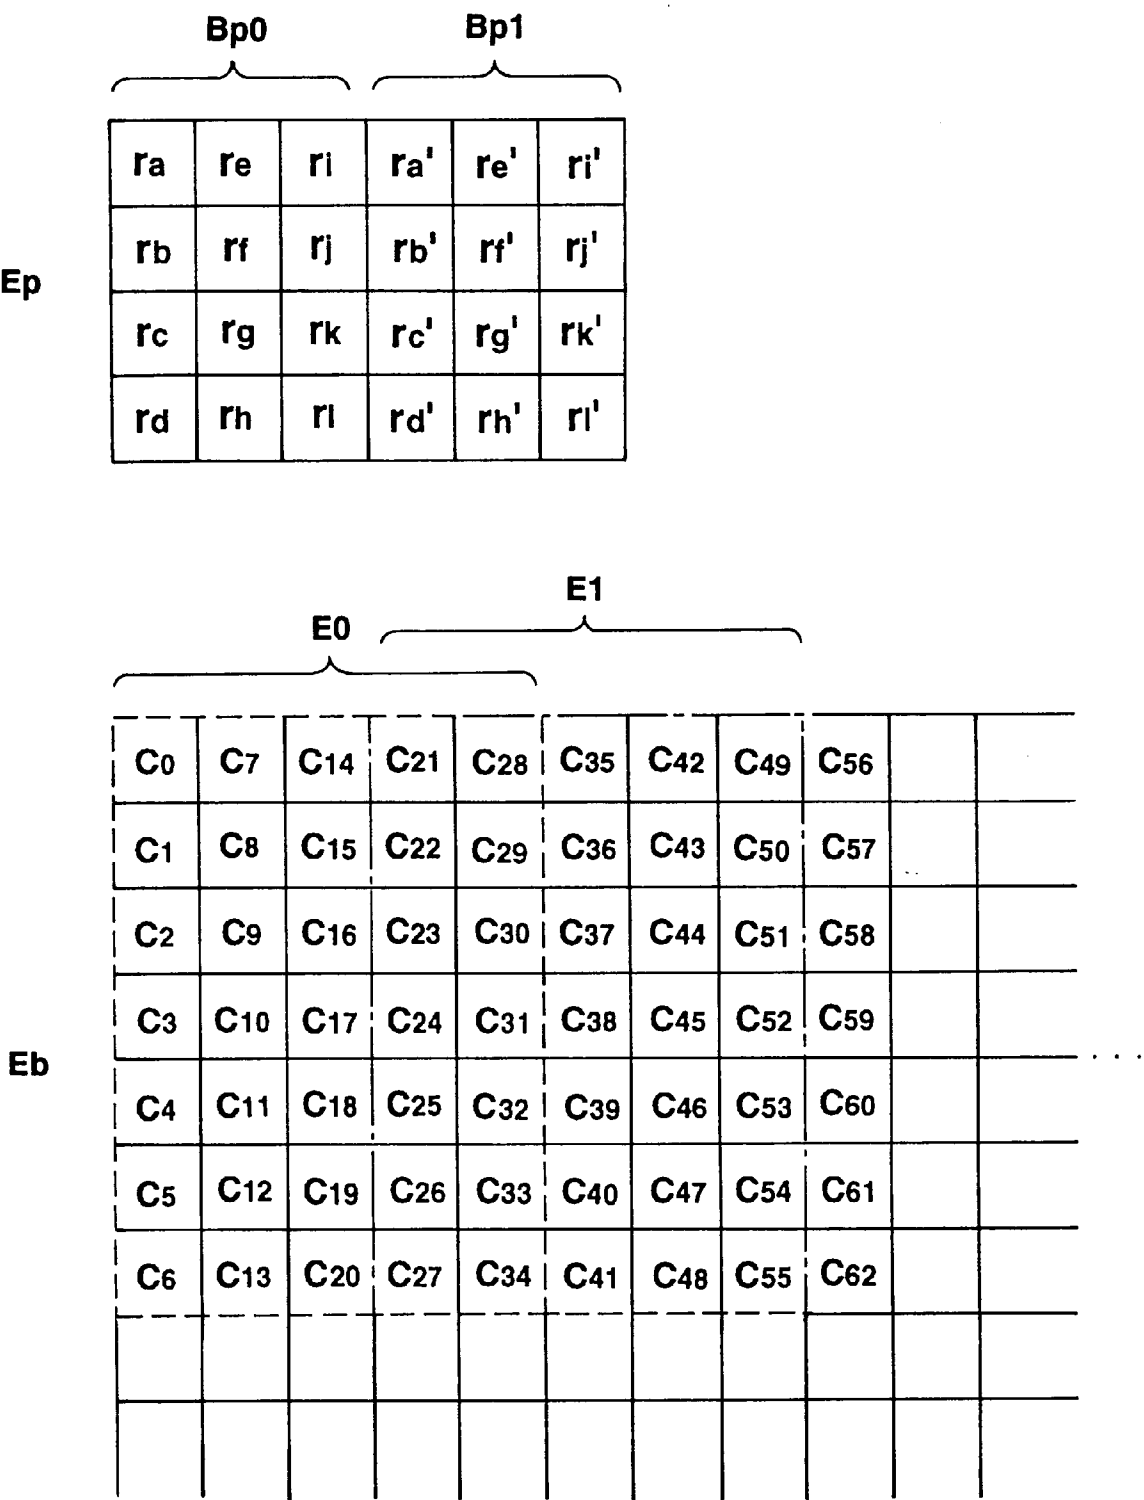 Bp0 Bp1
ra re ri ra' re' ri'
rb rf rj rb' rf' rj'
Ep
rc rg rk rc' rg' rk'
rd rh rl rd' rh' rl'
E1
E0
C0 C7 C14 C21 C28 C35 C42 C49 C56
C1 C8 C15 C22 C29 C36 C43 C50 C57
C2 C9 C16 C23 C30 C37 C44 C51 C58
C3 C10 C17 C24 C31 C38 C45 C52 C59
Eb ....
C4 C11 C18 C25 C32 C39 C46 C53 C60
C5 C12 C19 C26 C33 C40 C47 C54 C61
C6 C13 C20 C27 C34 C41 C48 C55 C62